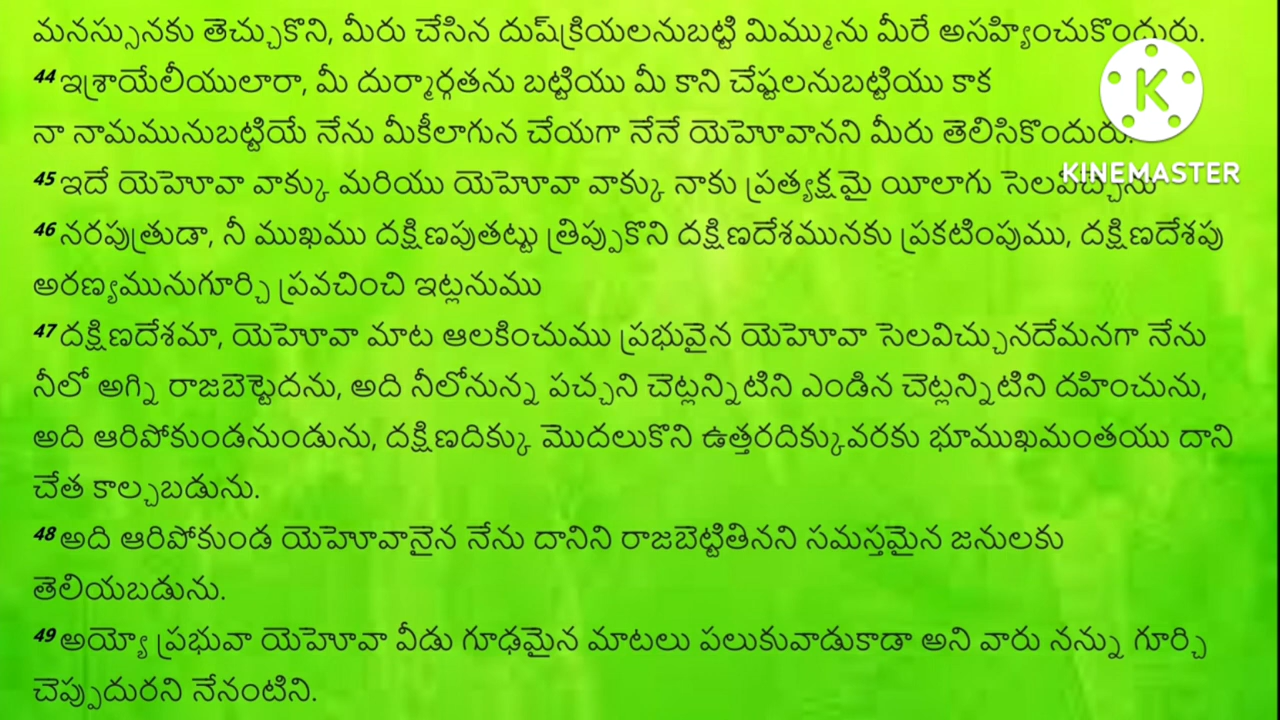 మనస్సునకు తెచ్చుకొని, మీరు చేసిన దుష్‌క్రియలనుబట్టి మిమ్మును మీరే అసహ్యించుకొందురు.
44 ఇశ్రాయేలీయులారా, మీ దుర్మార్గతను బట్టియు మీ కాని చేష్టలనుబట్టియు కాక
నా నామమునుబట్టియే నేను మీకీలాగున చేయగా నేనే యెహెూవానని మీరు తెలిసికొందురు.
45 ఇదే యెహెూవా వాక్కు మరియు యెహెూవా వాక్కు నాకు ప్రత్యక్షమై యీలాగు సెలవిచ్చెను
46 నరపుత్రుడా, నీ ముఖము దక్షిణపుతట్టు త్రిప్పుకొని దక్షిణదేశమునకు ప్రకటింపుము, దక్షిణదేశపు
అరణ్యమునుగూర్చి ప్రవచించి ఇట్లనుము
47 దక్షిణదేశమా, యెహెూవా మాట ఆలకించుము ప్రభువైన యెహెూవా సెలవిచ్చునదేమనగా నేను
నీలో అగ్ని రాజబెట్టెదను, అది నీలోనున్న పచ్చని చెట్లన్నిటిని ఎండిన చెట్లన్నిటిని దహించును,
అది ఆరిపోకుండనుండును, దక్షిణదిక్కు మొదలుకొని ఉత్తరదిక్కువరకు భూముఖమంతయు దాని
చేత కాల్చబడును.
48 అది ఆరిపోకుండ యెహెూవానైన నేను దానిని రాజబెట్టితినని సమస్తమైన జనులకు
తెలియబడును.
49 అయ్యో ప్రభువా యెహెూవా వీడు గూఢమైన మాటలు పలుకువాడుకాడా అని వారు నన్ను గూర్చి
చెప్పుదురని నేనంటిని.
K
KINEMASTER